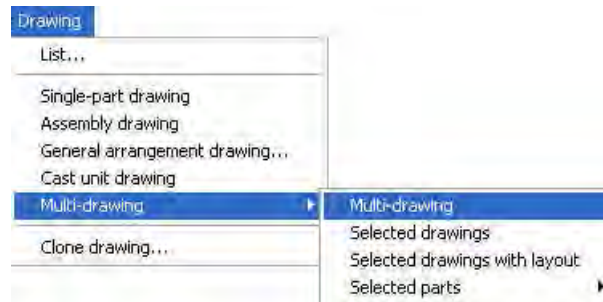 Drawing
List...
Single-part drawing
Assembly drawing
General arrangement drawing...
Cast unit drawing
Multi-drawing
Clone drawing...
Multi-drawing
Selected drawings
Selected drawings with layout
Selected parts